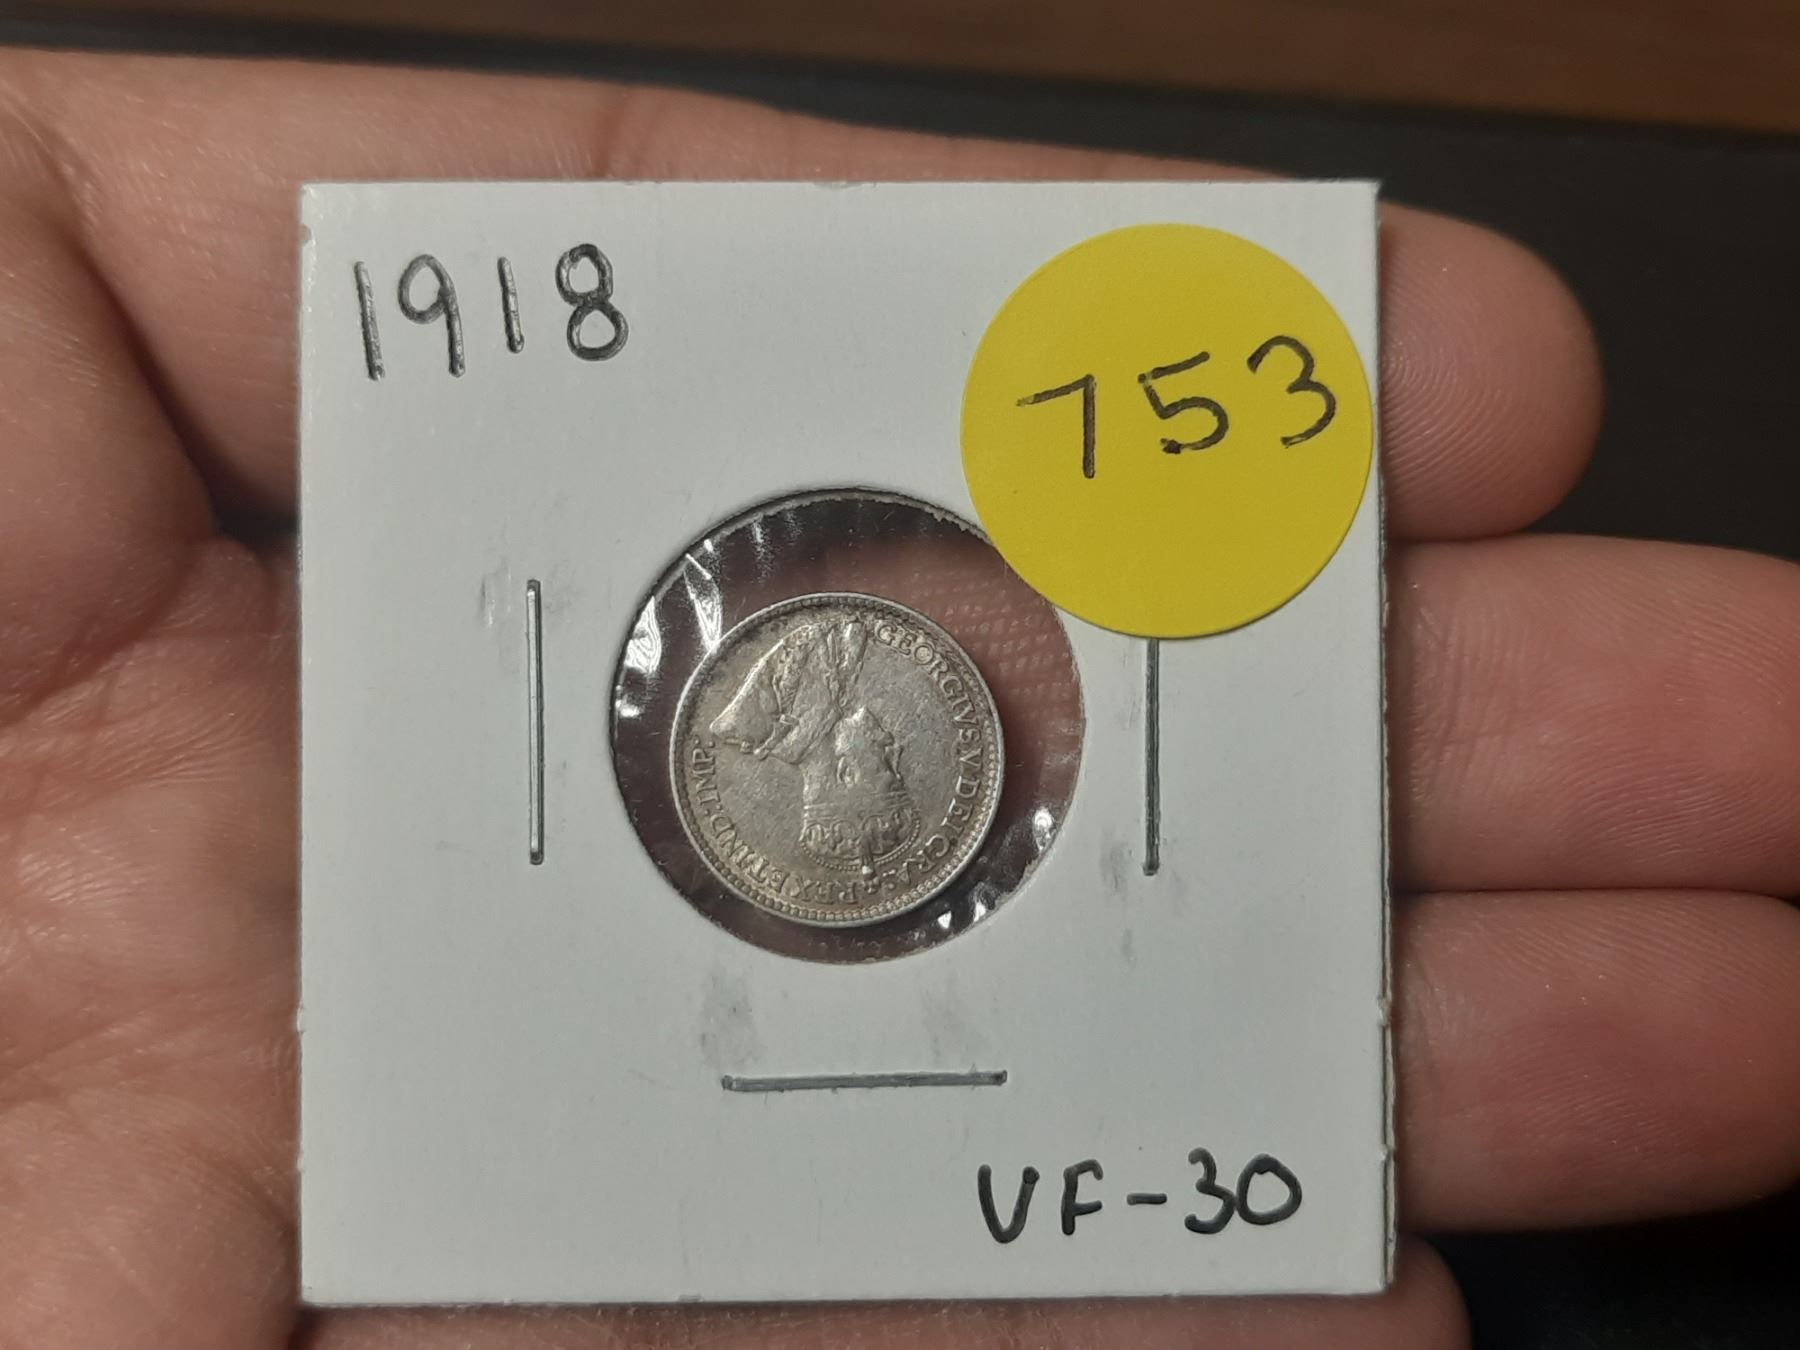 1918
753
GEORGIVS V DEI GRA: REX ET IND: IMP:
VF-30